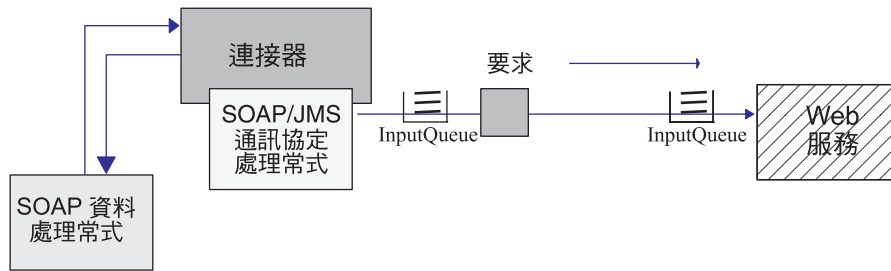 連接器
SOAP/JMS
通訊協定
處理常式
SOAP 資料
處理常式
InputQueue
要求
InputQueue
Web
服務